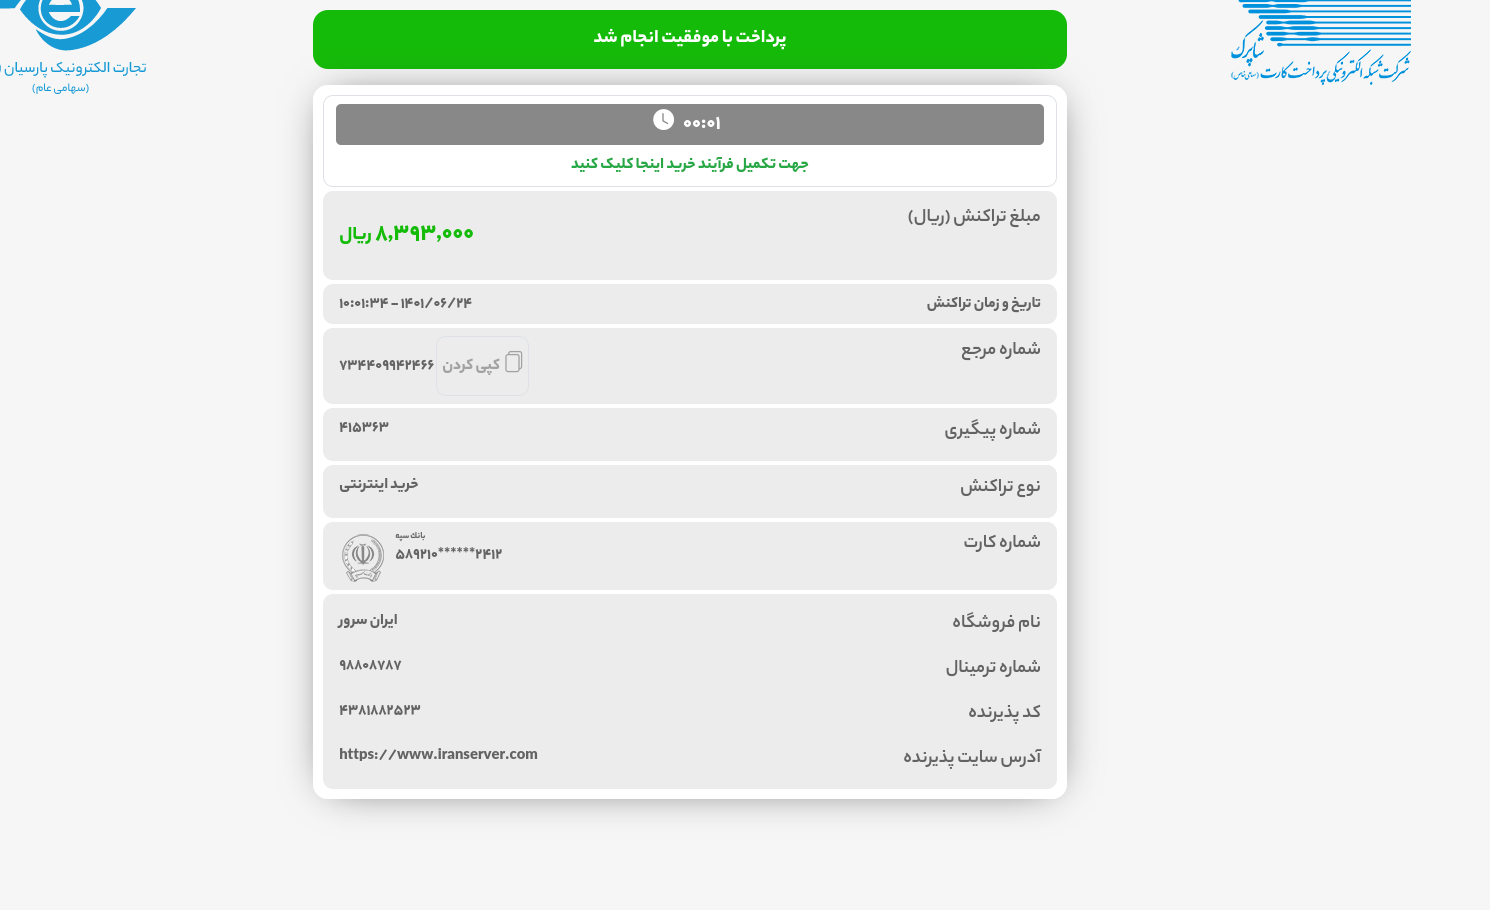 شاپرک
شرکت شبکه الکترونیکی پرداخت کارت (سهامی خاص)
تجارت الکترونیک پارسیان (
(سهامی عام)
پرداخت با موفقیت انجام شد
۰۰:۰۱
جهت تکمیل فرآیند خرید اینجا کلیک کنید
مبلغ تراکنش (ریال)
۸,۳۹۳,۰۰۰ ریال
تاریخ و زمان تراکنش
۱۴۰۱/۰۶/۲۴ - ۱۰:۰۱:۳۴
شماره مرجع
کپی کردن
۷۳۴۴۰۹۹۴۲۴۶۶
شماره پیگیری
۴۱۵۳۶۳
نوع تراکنش
خرید اینترنتی
شماره کارت
بانک سپه
۵۸۹۲۱۰******۲۴۱۲
نام فروشگاه
ایران سرور
شماره ترمینال
۹۸۸۰۸۷۸۷
کد پذیرنده
۴۳۸۱۸۸۲۵۲۳
آدرس سایت پذیرنده
https://www.iranserver.com